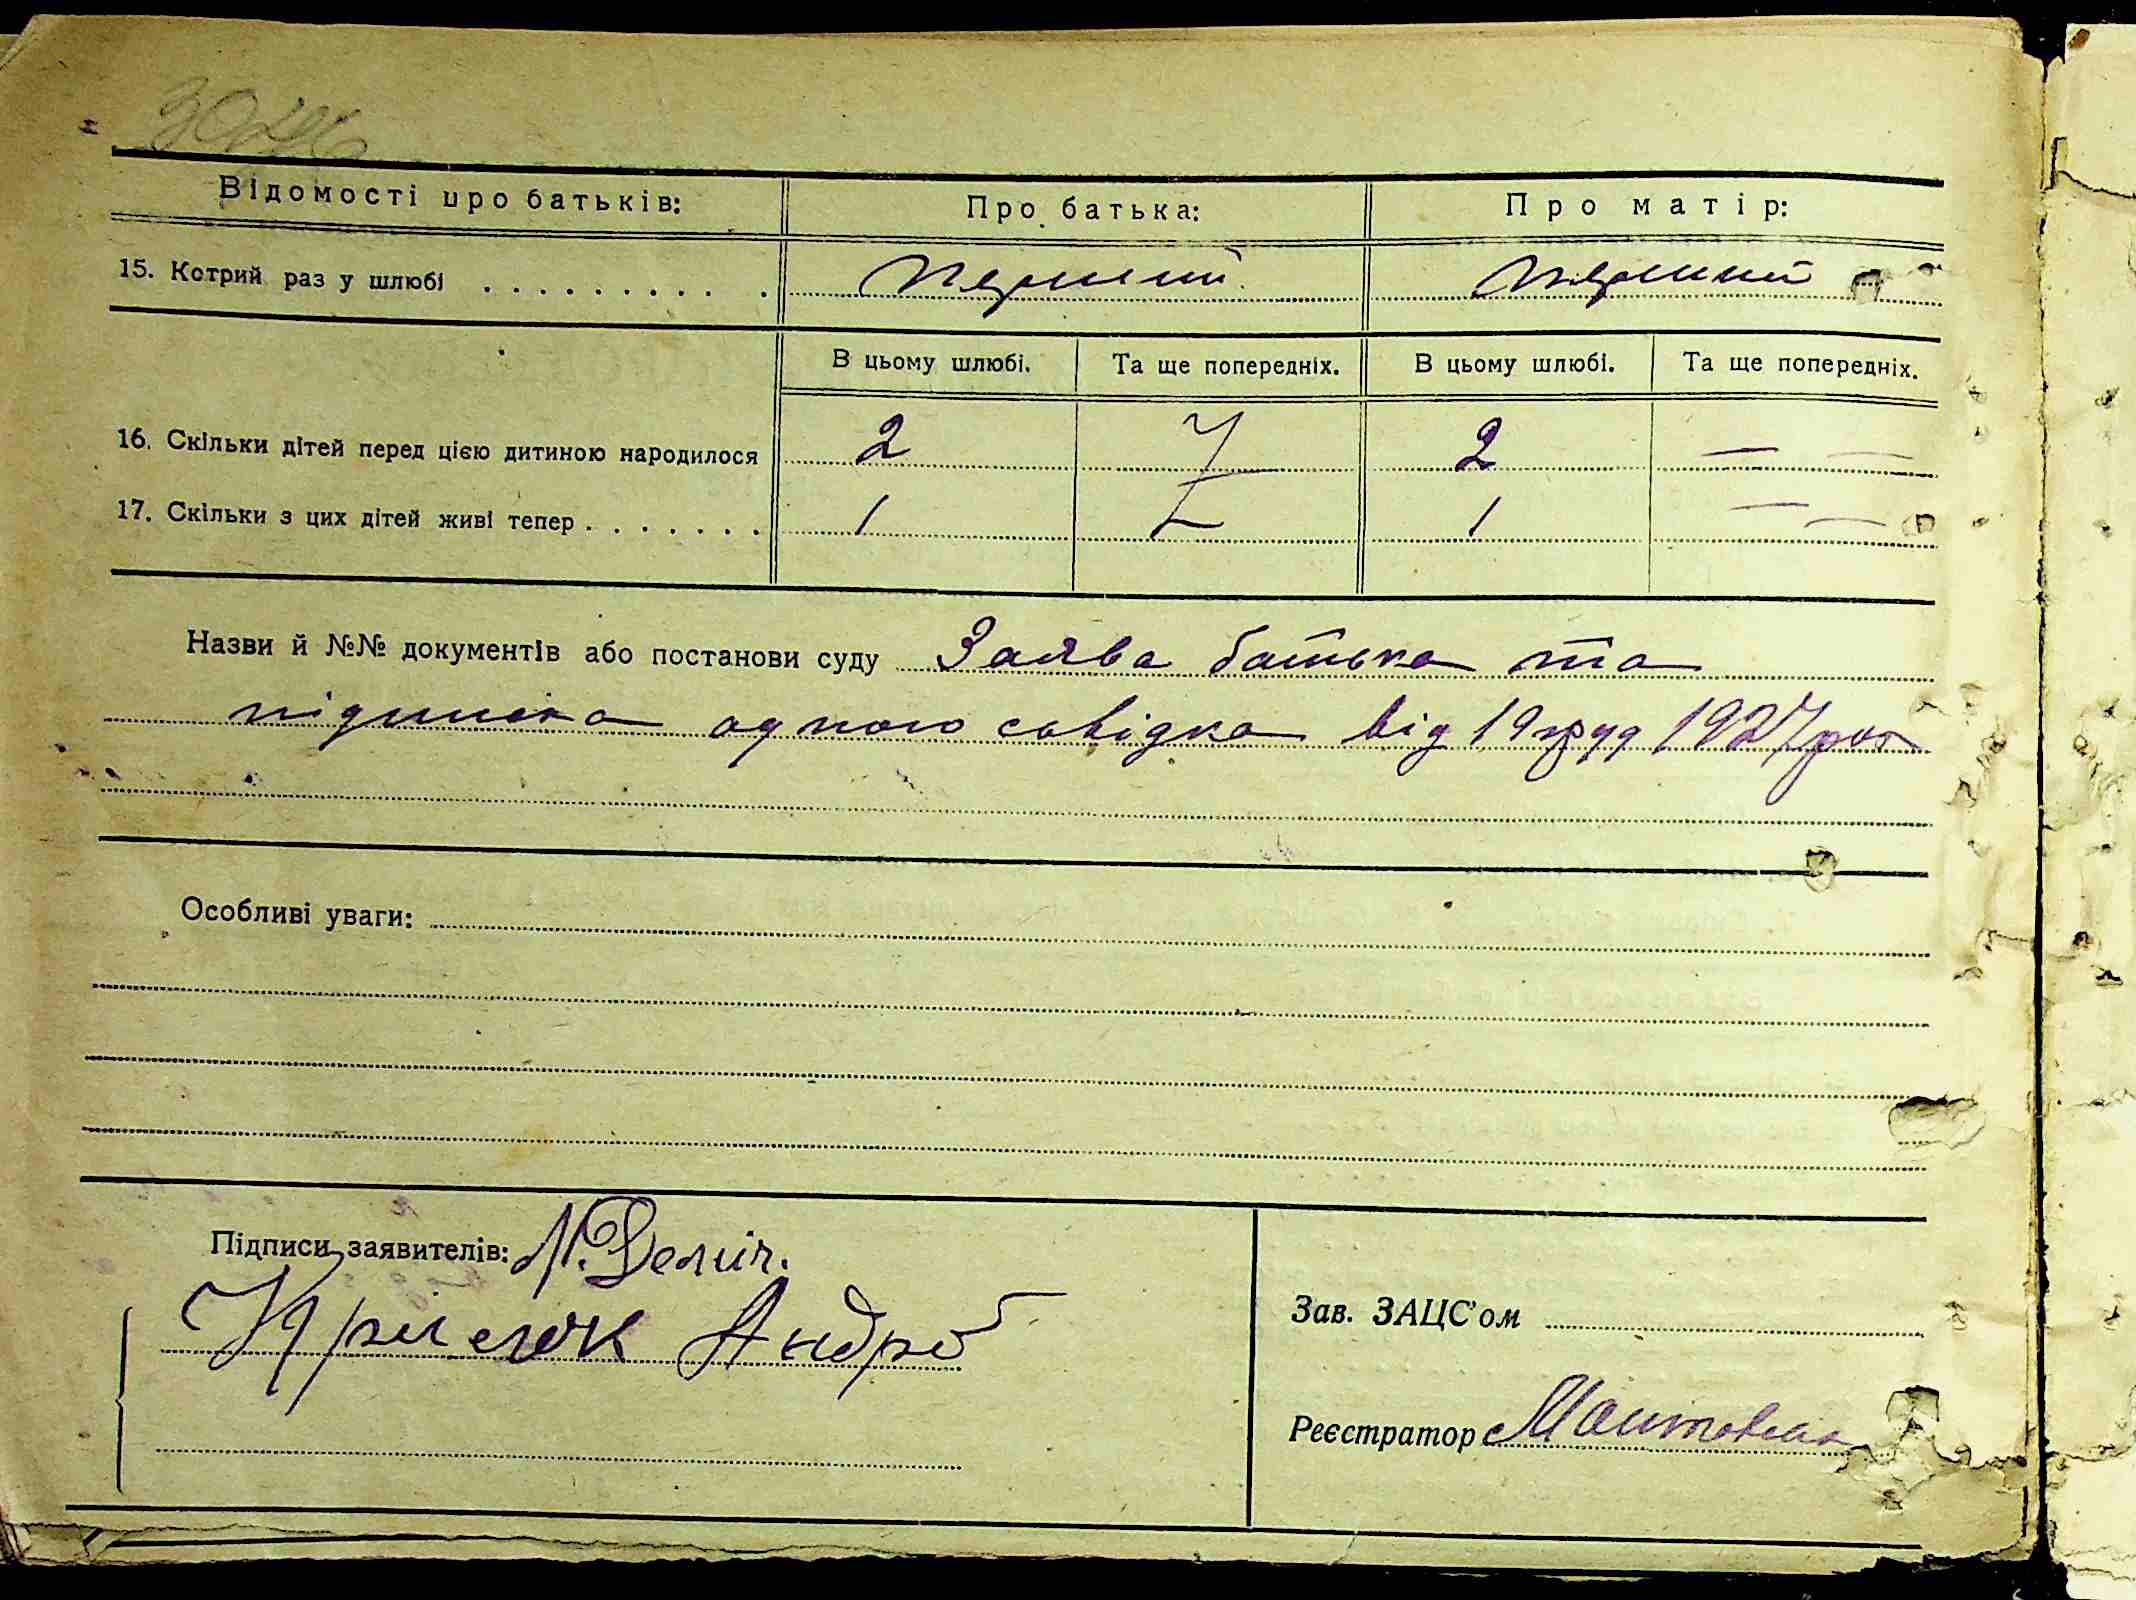 Відомості про батьків: Про батька: Про матір:
15. Котрий раз у шлюбі . . . . . . . . . . перший перший
В цьому шлюбі. Та ще попередніх. В цьому шлюбі. Та ще попередніх.
16. Скільки дітей перед цією дитиною народилося 2 2 — —
17. Скільки з цих дітей живі тепер . . . . . . . 1 1 — —
Назви й №№ документів або постанови суду Заява батька та
підписка одного свідка від 19 груд 1927 рок
Особливі уваги:
Підписи заявителів:
Андре
Зав. ЗАЦС'ом
Реєстратор